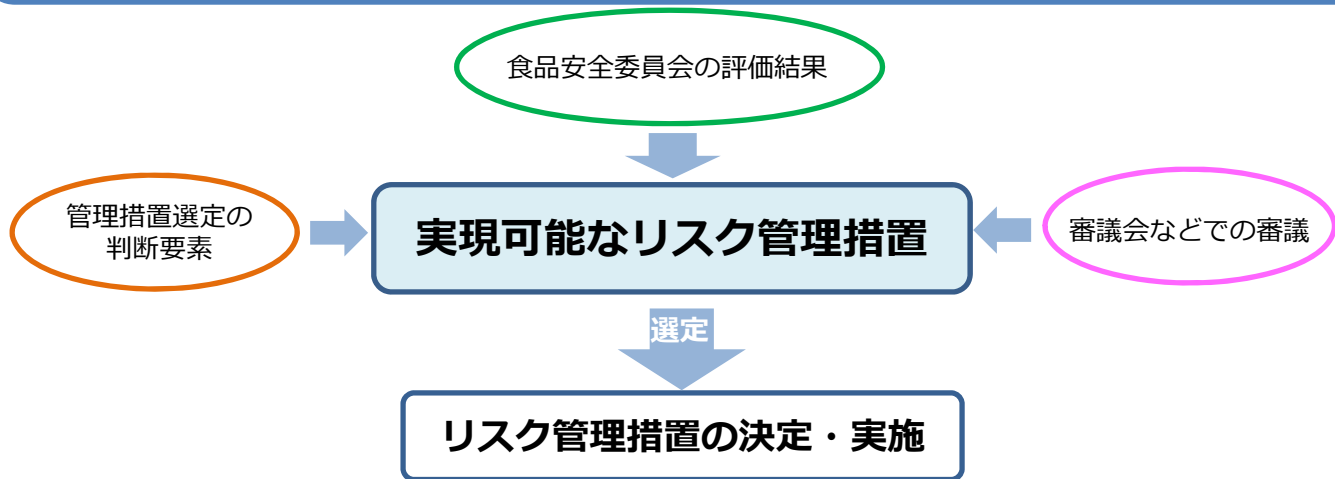 食品安全委員会の評価結果
管理措置選定の
判断要素
実現可能なリスク管理措置
審議会などでの審議
選定
リスク管理措置の決定・実施